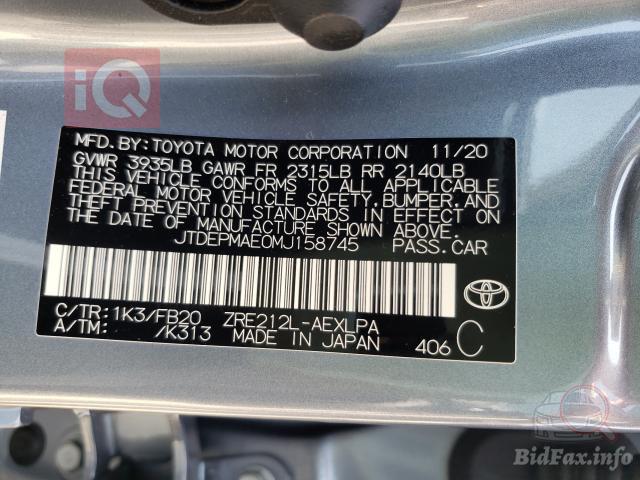 iQ
MFD. BY: TOYOTA MOTOR CORPORATION 11/20
GVWR 3935LB GAWR FR 2315LB RR 2140LB
THIS VEHICLE CONFORMS TO ALL APPLICABLE
FEDERAL MOTOR VEHICLE SAFETY, BUMPER, AND
THEFT PREVENTION STANDARDS IN EFFECT ON
THE DATE OF MANUFACTURE SHOWN ABOVE.
JTDEPMAE0MJ158745 PASS. CAR
C/TR: 1K3/FB20 ZRE212L-AEXLPA
A/TM: /K313 MADE IN JAPAN 406 C
BidFax.info